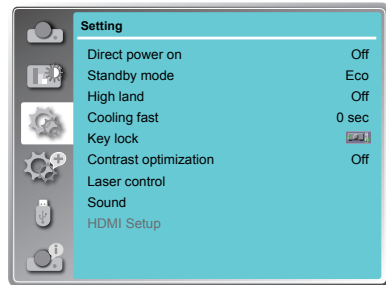 Setting
Direct power on Off
Standby mode Eco
High land Off
Cooling fast 0 sec
Key lock
Contrast optimization Off
Laser control
Sound
HDMI Setup